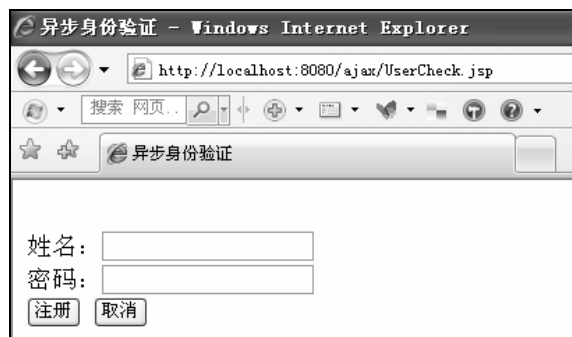 异步身份验证 - Windows Internet Explorer
http://localhost:8080/ajax/UserCheck.jsp
搜索 网页..
异步身份验证
姓名：
密码：
注册 取消